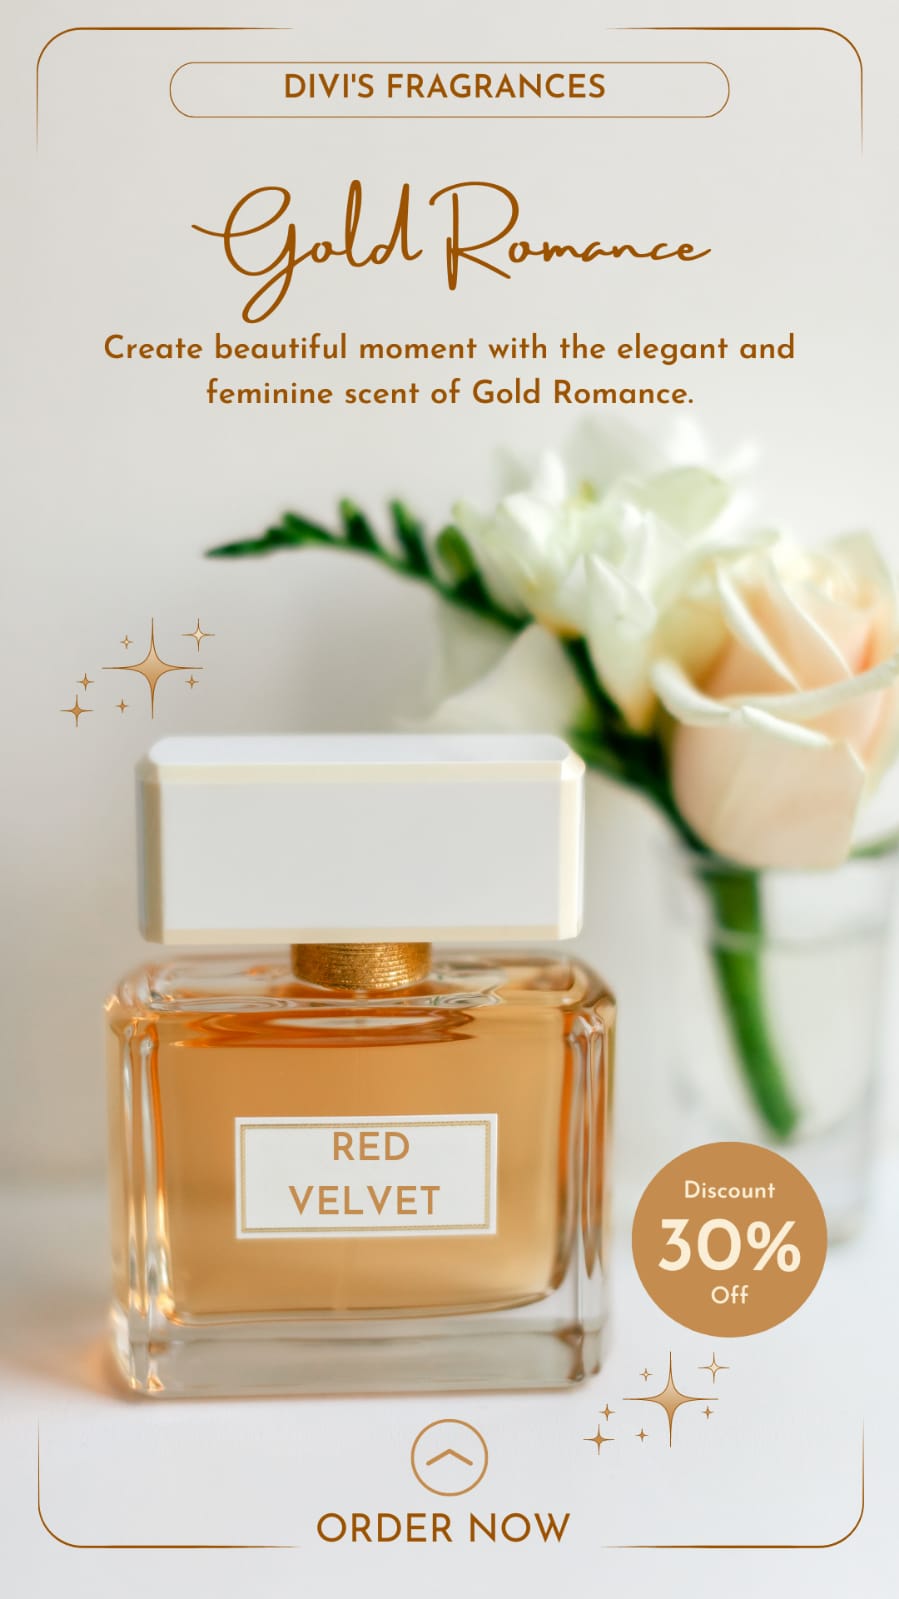 DIVI'S FRAGRANCES
Gold Romance
Create beautiful moment with the elegant and
feminine scent of Gold Romance.
RED
VELVET
Discount
30%
Off
ORDER NOW